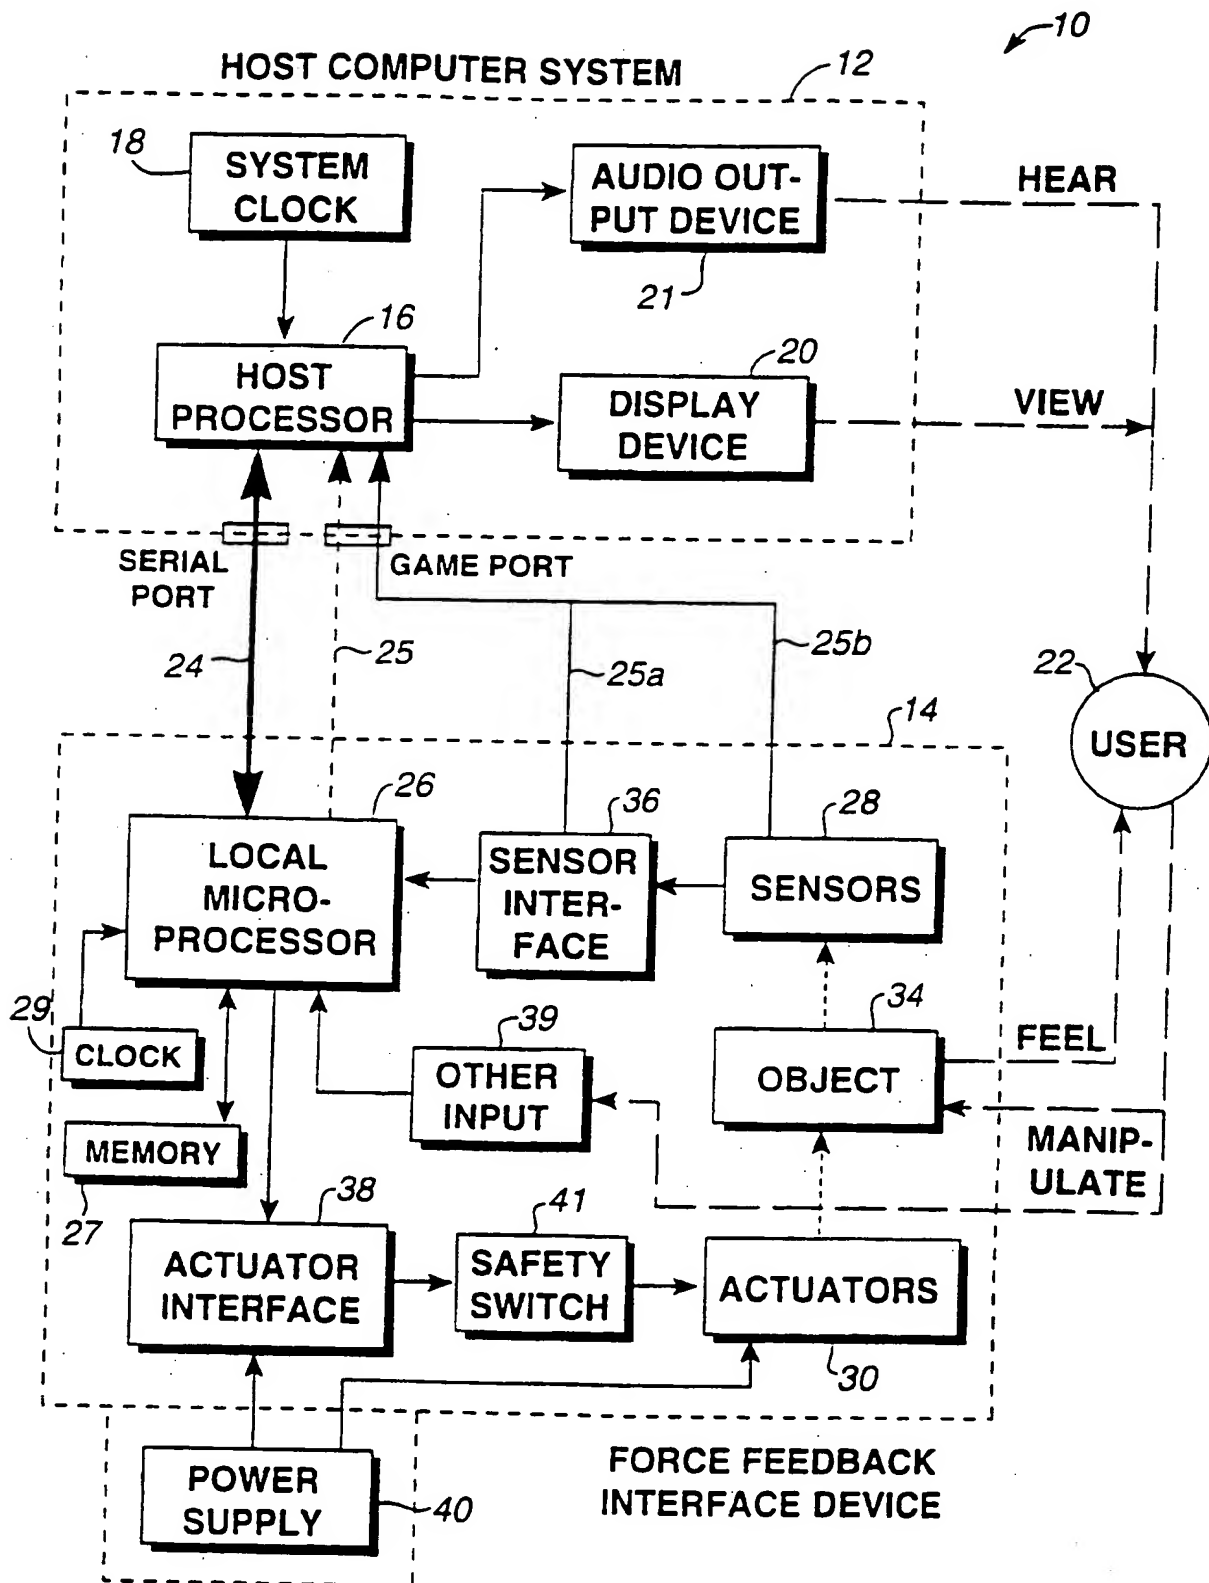 10
HOST COMPUTER SYSTEM
12
18
SYSTEM
CLOCK
AUDIO OUT-
PUT DEVICE
21
HEAR
16
HOST
PROCESSOR
20
DISPLAY
DEVICE
VIEW
SERIAL
PORT
GAME PORT
24
25
25a
25b
22
USER
14
26
LOCAL
MICRO-
PROCESSOR
36
SENSOR
INTER-
FACE
28
SENSORS
29
CLOCK
MEMORY
27
39
OTHER
INPUT
34
OBJECT
FEEL
MANIP-
ULATE
38
ACTUATOR
INTERFACE
41
SAFETY
SWITCH
ACTUATORS
30
POWER
SUPPLY
40
FORCE FEEDBACK
INTERFACE DEVICE